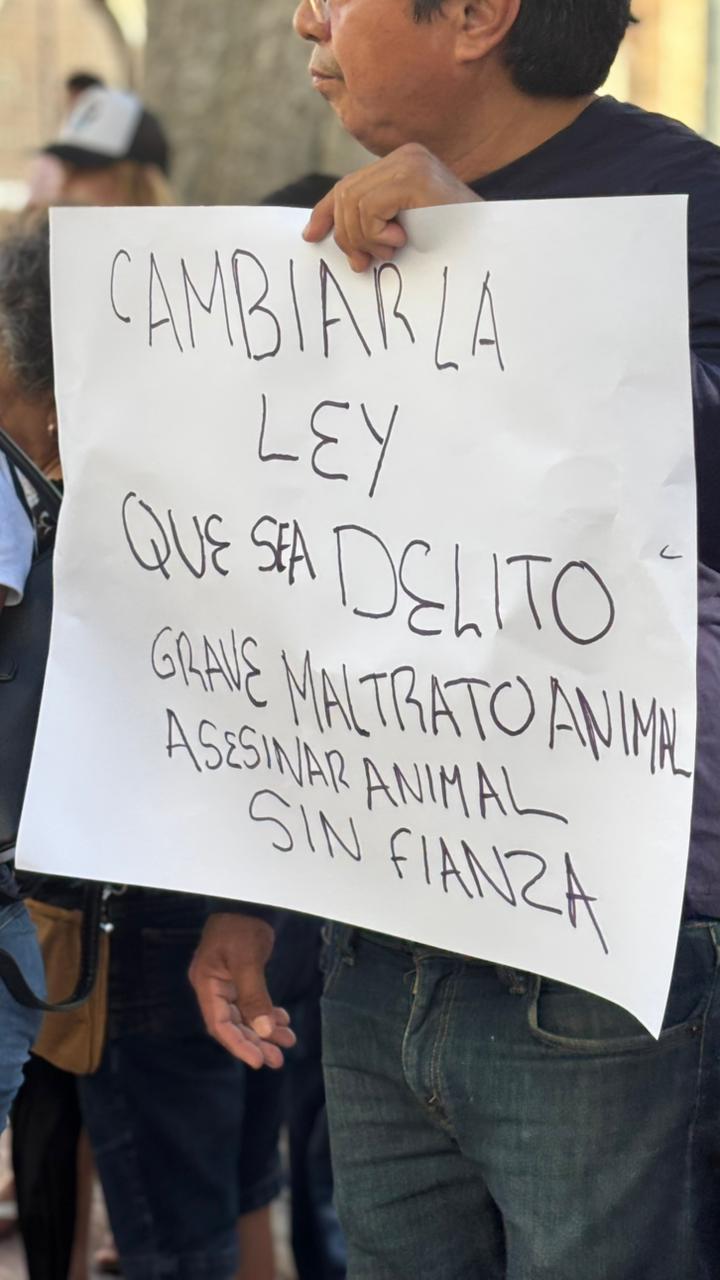 CAMBIAR LA
LEY
QUE SEA DELITO
GRAVE MALTRATO ANIMAL
ASESINAR ANIMAL
SIN FIANZA